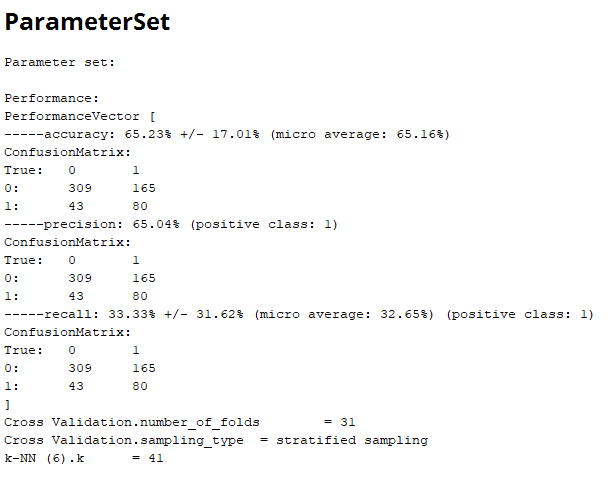 ParameterSet
Parameter set:
Performance:
PerformanceVector [
-----accuracy: 65.23% +/- 17.01% (micro average: 65.16%)
ConfusionMatrix:
True: 0 1
0: 309 165
1: 43 80
-----precision: 65.04% (positive class: 1)
ConfusionMatrix:
True: 0 1
0: 309 165
1: 43 80
-----recall: 33.33% +/- 31.62% (micro average: 32.65%) (positive class: 1)
ConfusionMatrix:
True: 0 1
0: 309 165
1: 43 80
]
Cross Validation.number_of_folds = 31
Cross Validation.sampling_type = stratified sampling
k-NN (6).k = 41